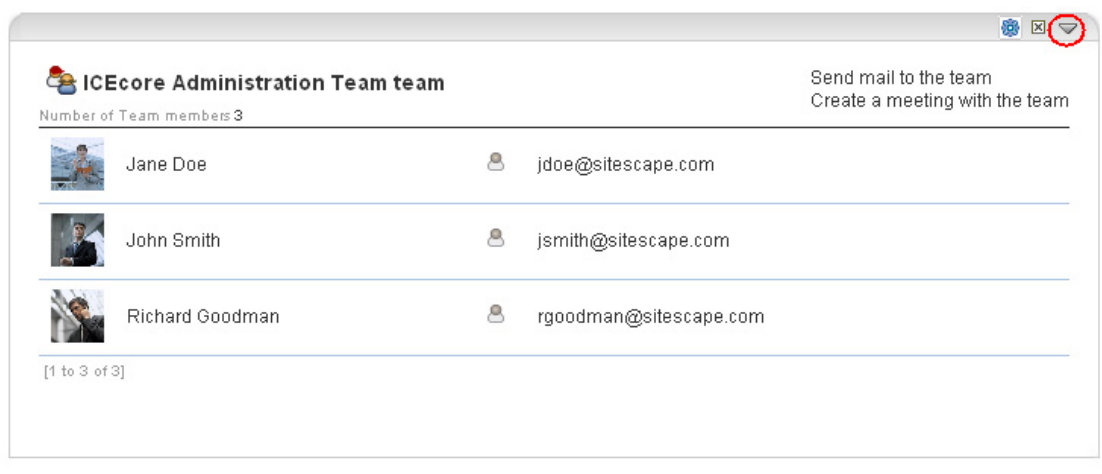 ICEcore Administration Team team
Send mail to the team
Create a meeting with the team
Number of Team members 3
Jane Doe jdoe@sitescape.com
John Smith jsmith@sitescape.com
Richard Goodman rgoodman@sitescape.com
[1 to 3 of 3]